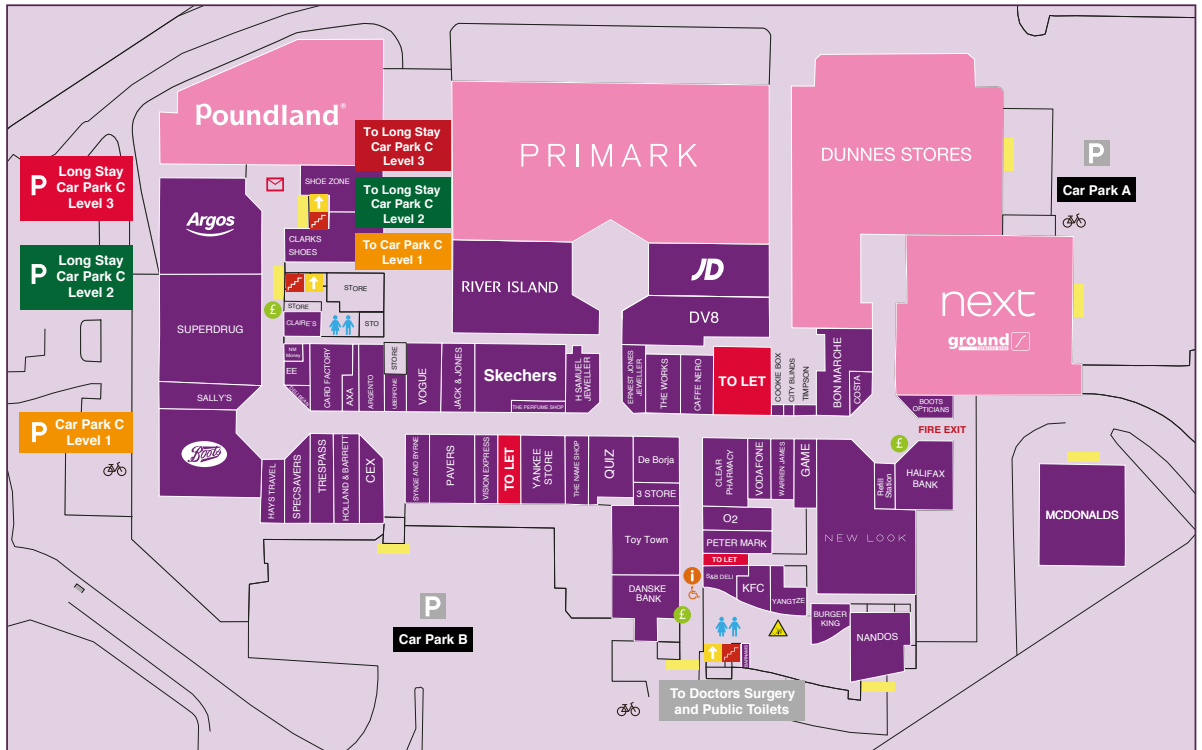 Poundland®
To Long Stay
Car Park C
Level 3
PRIMARK
DUNNES STORES
P
Car Park A
P
Long Stay
Car Park C
Level 3
SHOE ZONE
To Long Stay
Car Park C
Level 2
Argos
CLARKS
SHOES
To Car Park C
Level 1
P
Long Stay
Car Park C
Level 2
RIVER ISLAND
JD
next
ground
STORE
STORE
STO
£
CLAIRE'S
SUPERDRUG
DV8
NM
Money
EE
CARD FACTORY
AXA
ARGENTO
STORE
VOGUE
JACK & JONES
Skechers
THE PERFUME SHOP
H SAMUEL
JEWELLER
ERNEST JONES
JEWELLER
THE WORKS
CAFFE NERO
TO LET
COOKIE BOX
CITY BLINDS
TIMPSON
BON MARCHE
COSTA
BOOTS
OPTICIANS
FIRE EXIT
SALLY'S
P
Car Park C
Level 1
Boots
£
HAYS TRAVEL
SPECSAVERS
TRESPASS
HOLLAND & BARRETT
CEX
SYNGE AND BYRNE
PAVERS
VISION EXPRESS
TO LET
YANKEE
STORE
THE NAME SHOP
QUIZ
De Borja
3 STORE
CLEAR
PHARMACY
VODAFONE
WARREN JAMES
GAME
Refill
Station
HALIFAX
BANK
MCDONALDS
O2
Toy Town
PETER MARK
NEW LOOK
TO LET
i
S&B DELI
KFC
YANGTZE
DANSKE
BANK
£
BURGER
KING
NANDOS
P
Car Park B
To Doctors Surgery
and Public Toilets